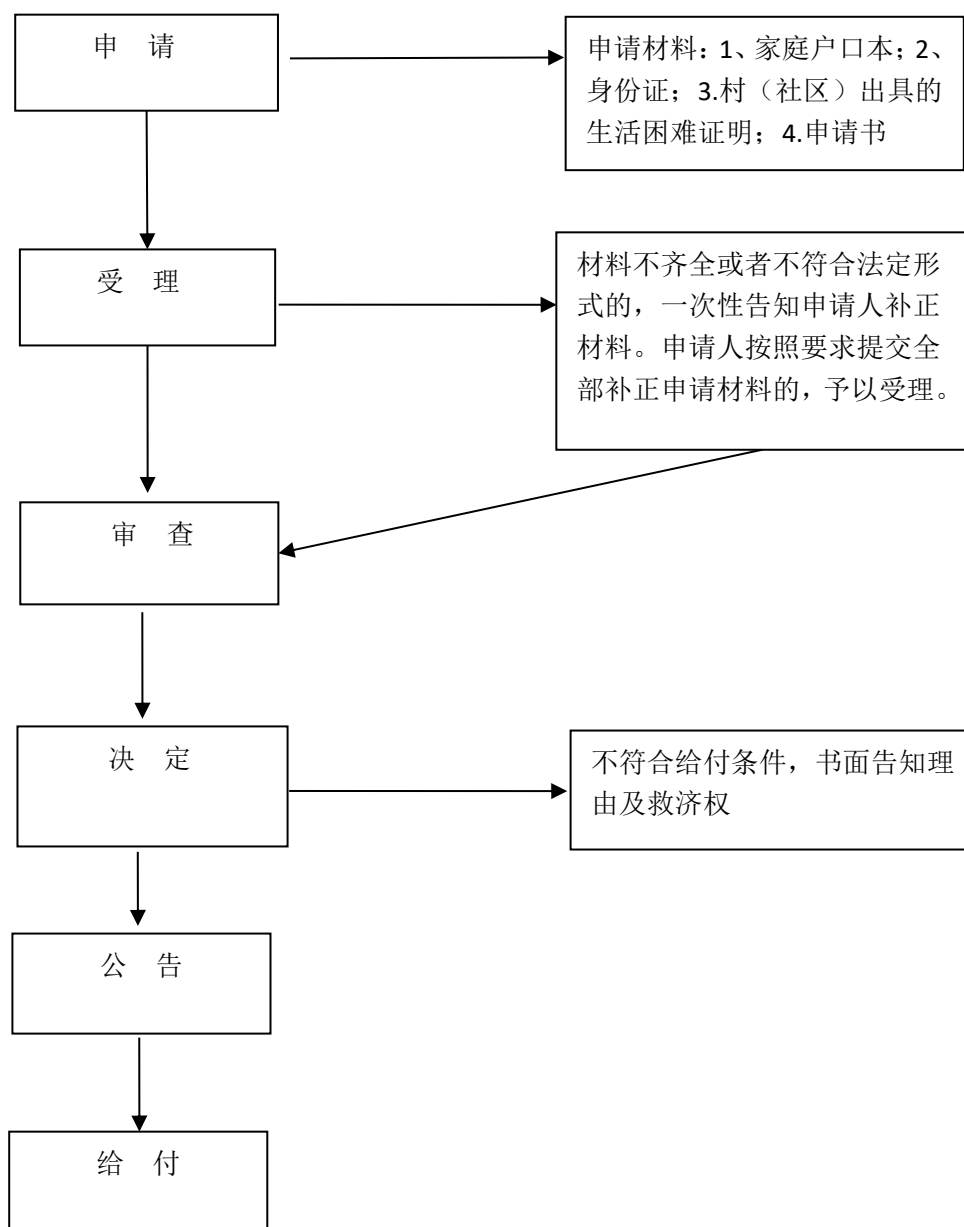 申 请
申请材料：1、家庭户口本；2、
身份证；3.村（社区）出具的
生活困难证明；4.申请书
受 理
材料不齐全或者不符合法定形
式的，一次性告知申请人补正
材料。申请人按照要求提交全
部补正申请材料的，予以受理。
审 查
决 定
不符合给付条件，书面告知理
由及救济权
公 告
给 付